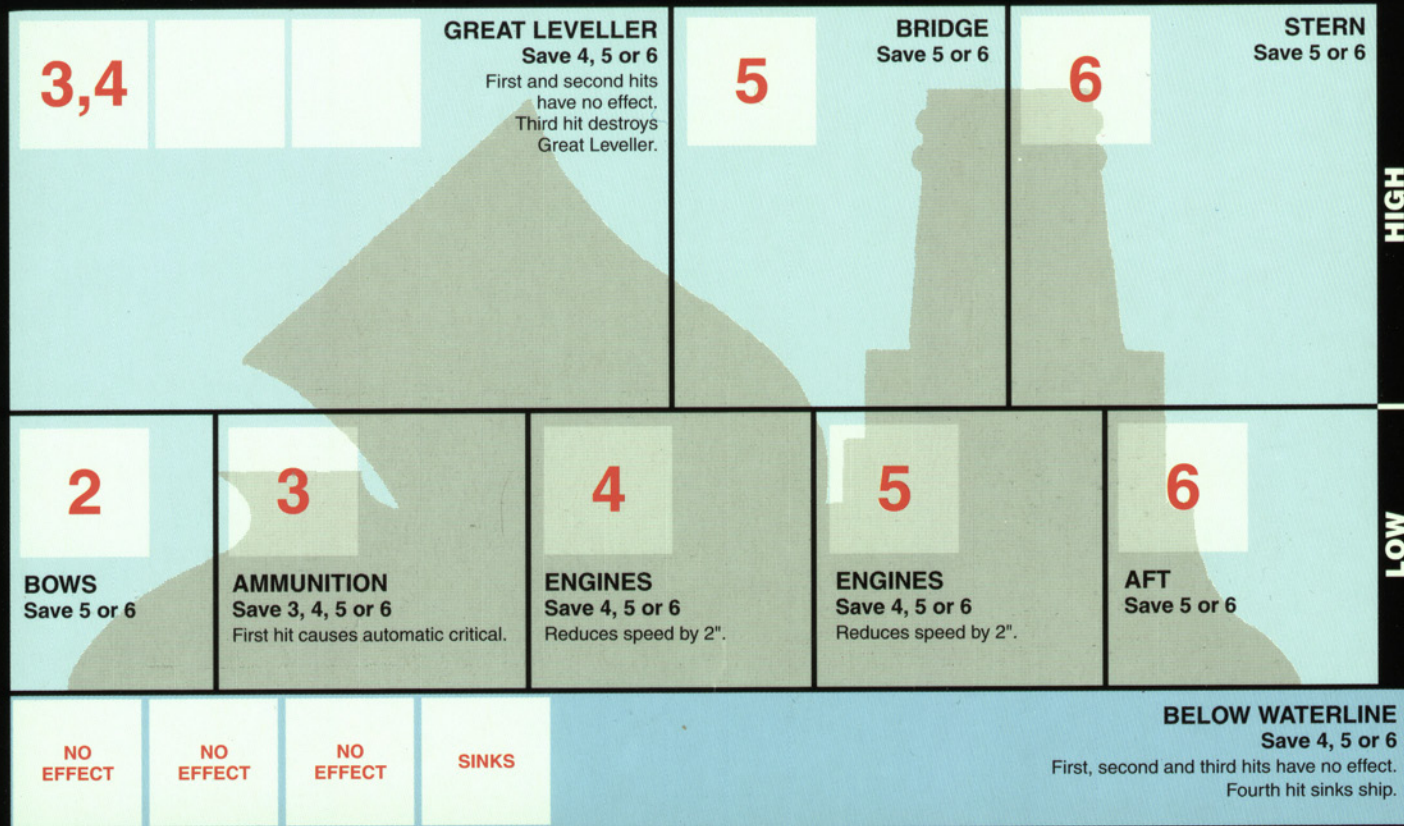 3,4
GREAT LEVELLER
Save 4, 5 or 6
First and second hits
have no effect.
Third hit destroys
Great Leveller.
5
BRIDGE
Save 5 or 6
6
STERN
Save 5 or 6
HIGH
2
BOWS
Save 5 or 6
3
AMMUNITION
Save 3, 4, 5 or 6
First hit causes automatic critical.
4
ENGINES
Save 4, 5 or 6
Reduces speed by 2".
5
ENGINES
Save 4, 5 or 6
Reduces speed by 2".
6
AFT
Save 5 or 6
LOW
NO
EFFECT
NO
EFFECT
NO
EFFECT
SINKS
BELOW WATERLINE
Save 4, 5 or 6
First, second and third hits have no effect.
Fourth hit sinks ship.